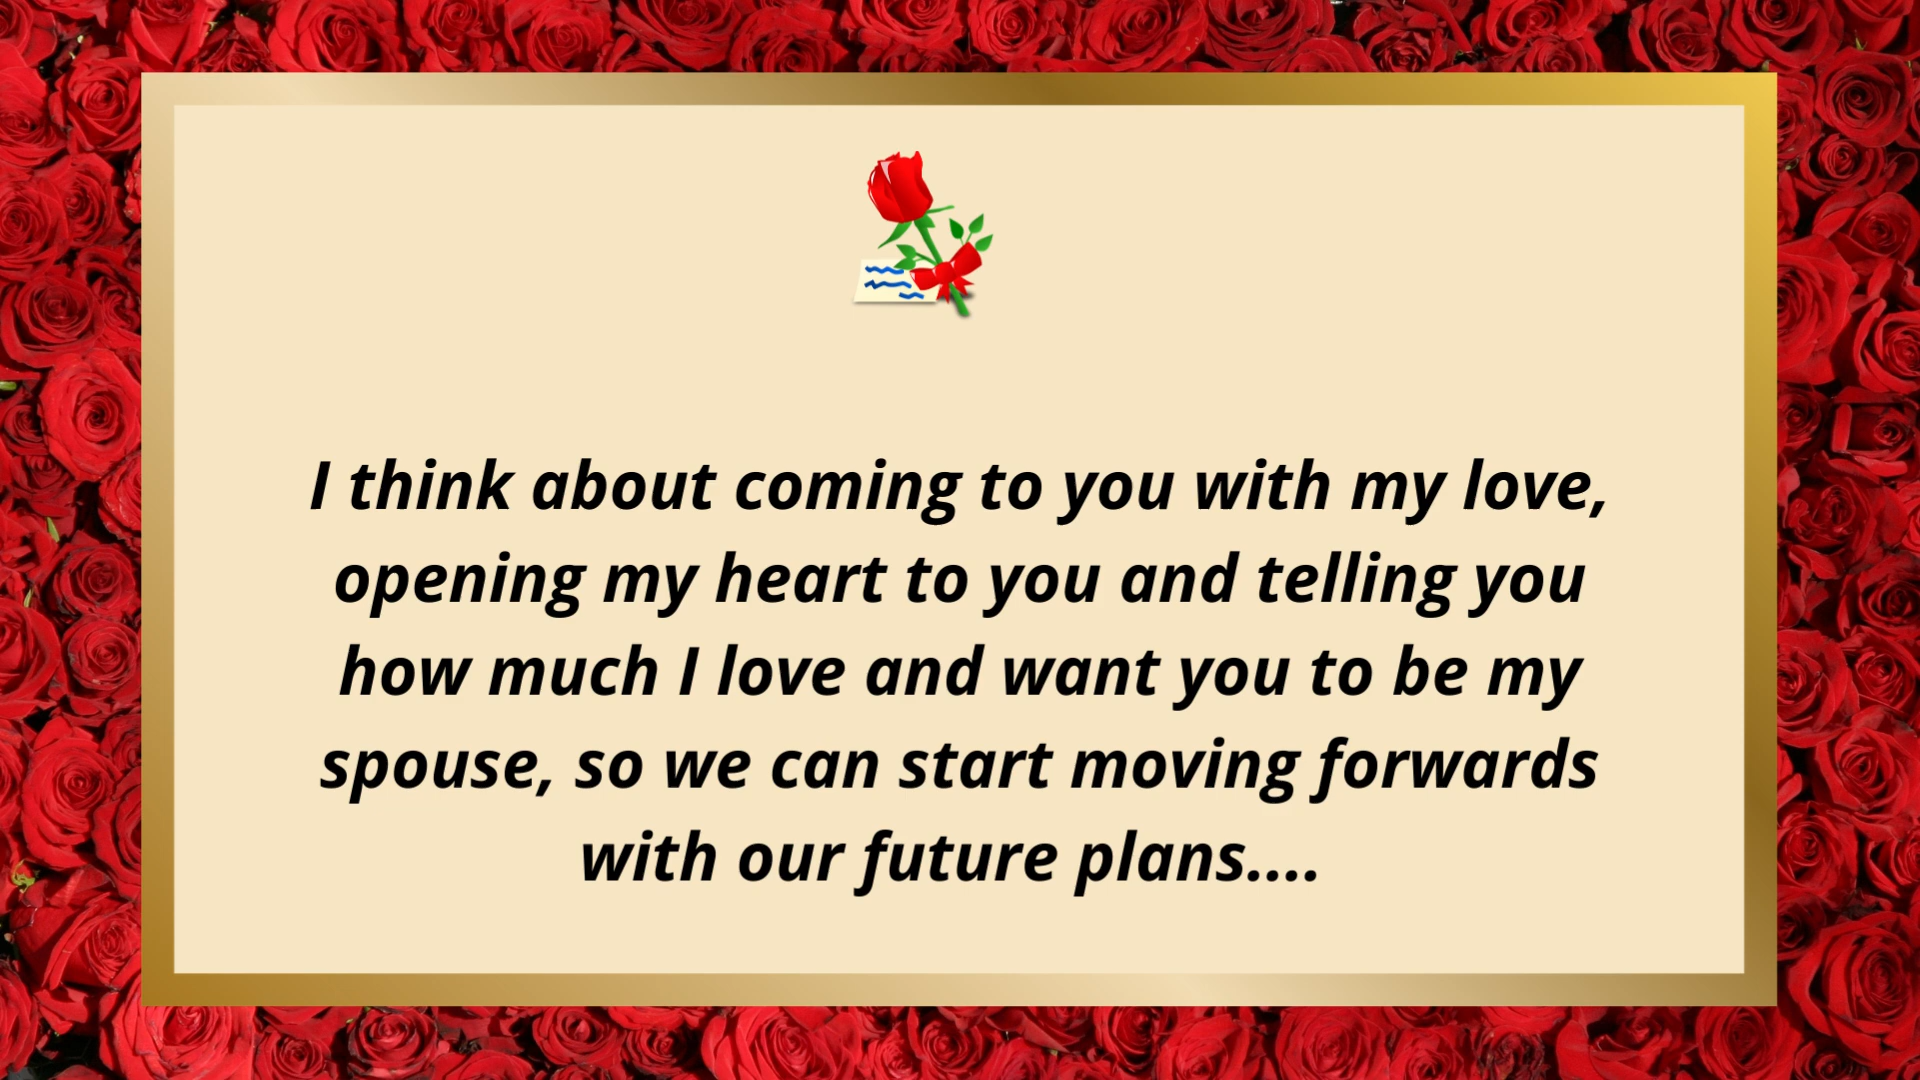 I think about coming to you with my love,
opening my heart to you and telling you
how much I love and want you to be my
spouse, so we can start moving forwards
with our future plans....